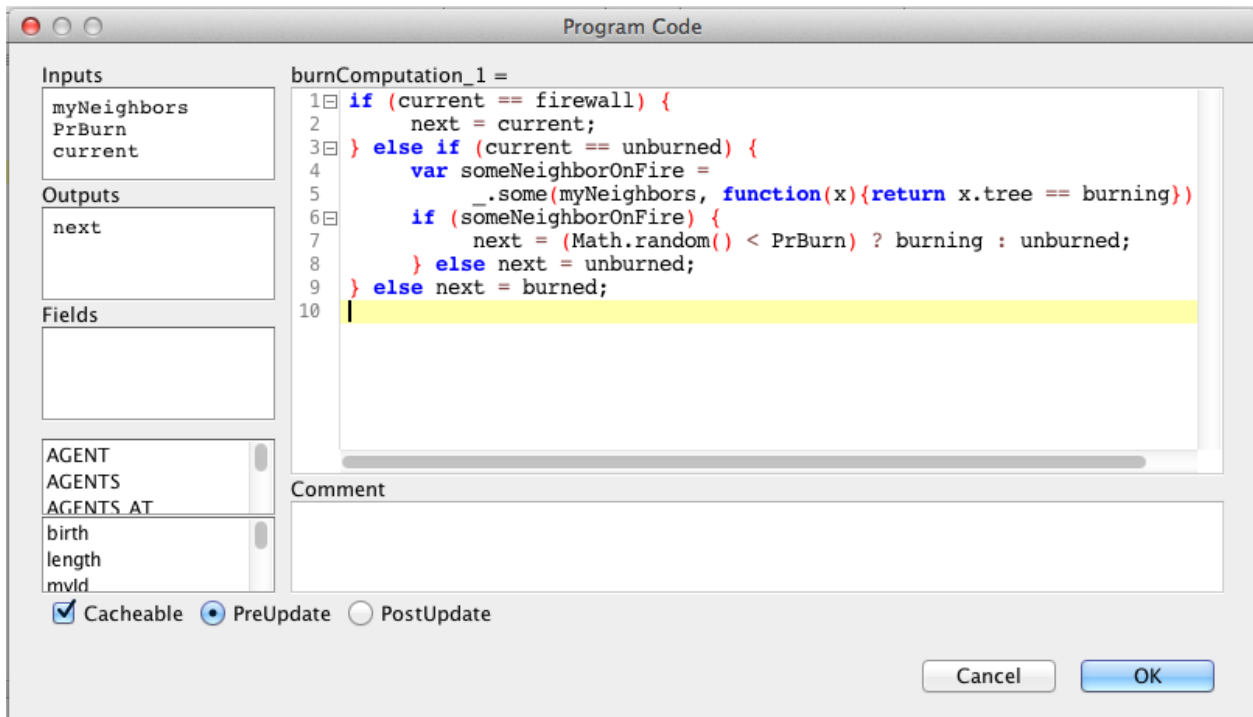 Program Code
Inputs
myNeighbors
PrBurn
current
Outputs
next
Fields
AGENT
AGENTS
AGENTS_AT
birth
length
myId
burnComputation_1 =
1 if (current == firewall) {
2 next = current;
3 } else if (current == unburned) {
4 var someNeighborOnFire =
5 _.some(myNeighbors, function(x){return x.tree == burning})
6 if (someNeighborOnFire) {
7 next = (Math.random() < PrBurn) ? burning : unburned;
8 } else next = unburned;
9 } else next = burned;
10
Comment
Cacheable PreUpdate PostUpdate
Cancel OK